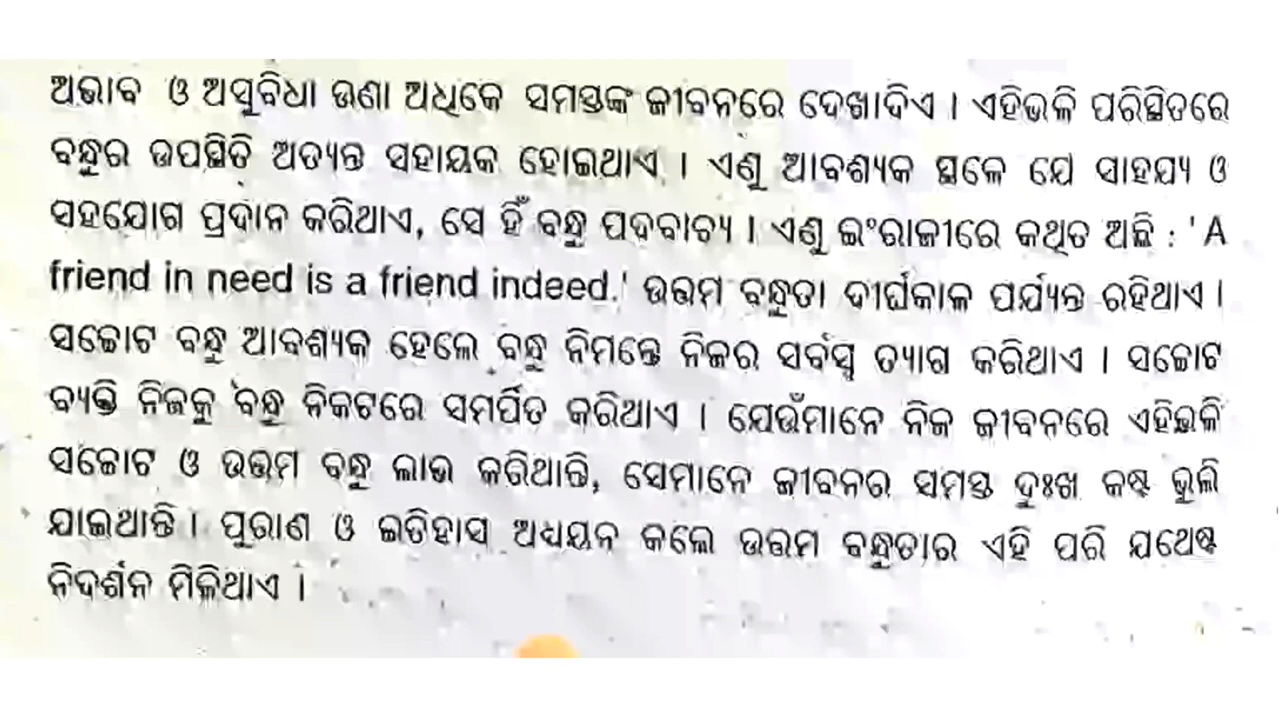 ଅଭାବ ଓ ଅସୁବିଧା ଊଣା ଅଧିକେ ସମସ୍ତଙ୍କ ଜୀବନରେ ଦେଖାଦିଏ । ଏହିଭଳି ପରିସ୍ଥିତରେ
ବନ୍ଧୁର ଉପସ୍ଥିତି ଅତ୍ୟନ୍ତ ସହାୟକ ହୋଇଥାଏ । ଏଣୁ ଆବଶ୍ୟକ ସ୍ଥଳେ ଯେ ସାହଯ୍ୟ ଓ
ସହଯୋଗ ପ୍ରଦାନ କରିଥାଏ, ସେ ହିଁ ବନ୍ଧୁ ପଦବାଚ୍ୟ । ଏଣୁ ଇଂରାଜୀରେ କଥିତ ଅଛି : 'A
friend in need is a friend indeed.' ଉତ୍ତମ ବନ୍ଧୁତା ଦୀର୍ଘକାଳ ପର୍ଯ୍ୟନ୍ତ ରହିଥାଏ ।
ସଚ୍ଚୋଟ ବନ୍ଧୁ ଆବଶ୍ୟକ ହେଲେ ବନ୍ଧୁ ନିମନ୍ତେ ନିଜର ସର୍ବସ୍ୱ ତ୍ୟାଗ କରିଥାଏ । ସଚ୍ଚୋଟ
ବ୍ୟକ୍ତି ନିଜକୁ ବନ୍ଧୁ ନିକଟରେ ସମର୍ପିତ କରିଥାଏ । ଯେଉଁମାନେ ନିଜ ଜୀବନରେ ଏହିଭଳି
ସଚ୍ଚୋଟ ଓ ଉତ୍ତମ ବନ୍ଧୁ ଲାଭ କରିଥାନ୍ତି, ସେମାନେ ଜୀବନର ସମସ୍ତ ଦୁଃଖ କଷ୍ଟ ଭୁଲି
ଯାଇଥାନ୍ତି । ପୁରାଣ ଓ ଇତିହାସ ଅଧ୍ୟୟନ କଲେ ଉତ୍ତମ ବନ୍ଧୁତାର ଏହି ପରି ଯଥେଷ୍ଟ
ନିଦର୍ଶନ ମିଳିଥାଏ ।